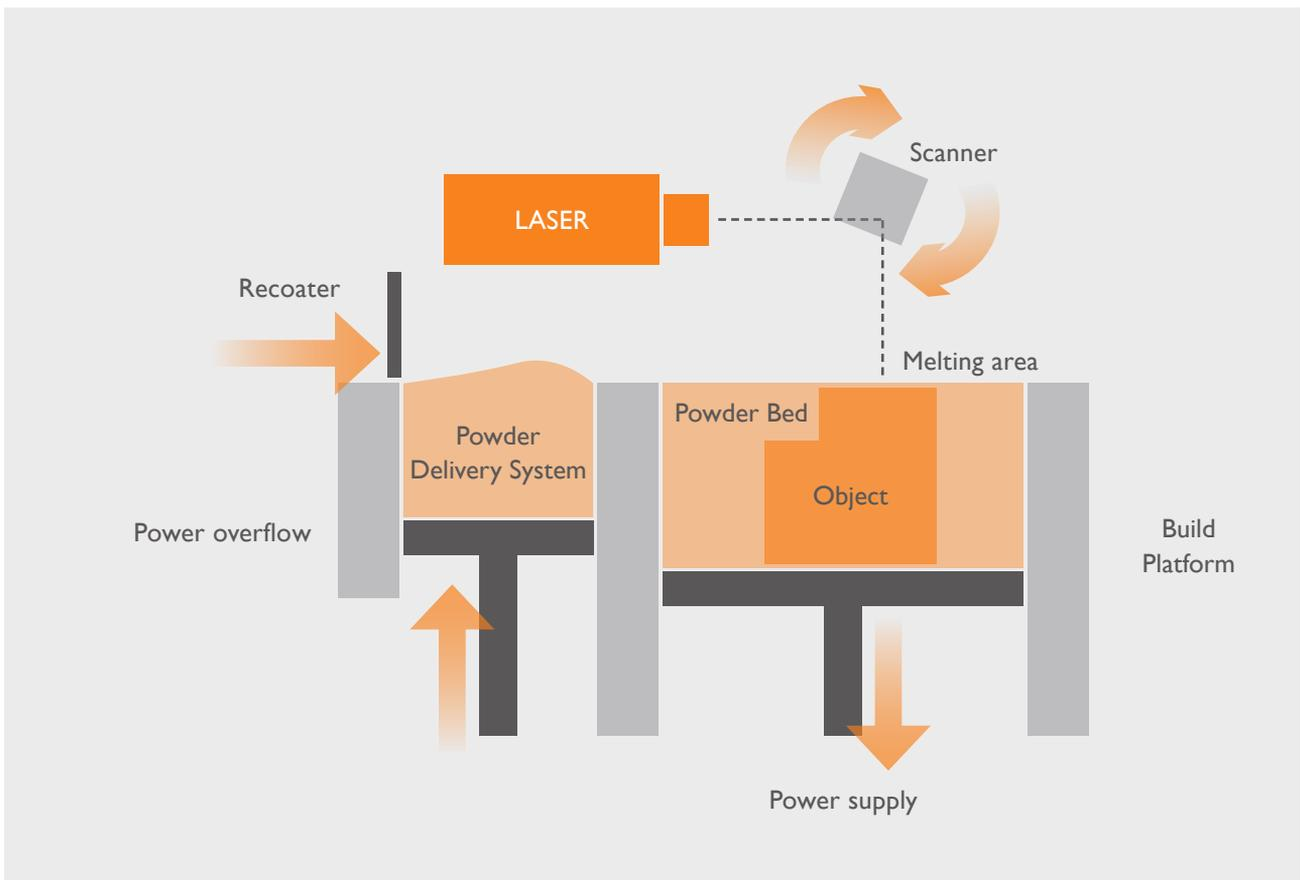 Scanner
LASER
Recoater
Melting area
Powder Bed
Powder
Delivery System
Object
Power overflow
Build
Platform
Power supply